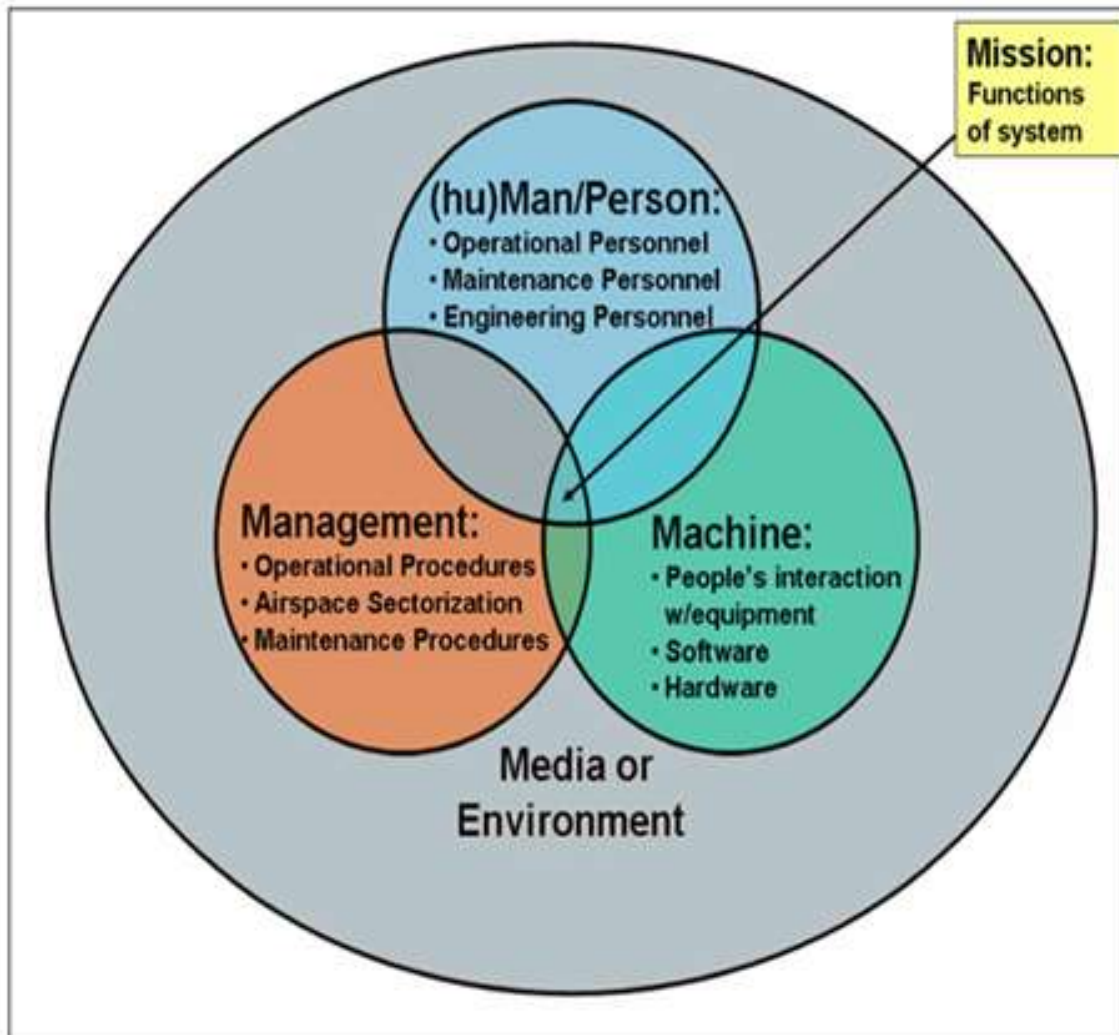 Mission:
Functions
of system
(hu)Man/Person:
• Operational Personnel
• Maintenance Personnel
• Engineering Personnel
Management:
• Operational Procedures
• Airspace Sectorization
• Maintenance Procedures
Machine:
• People's interaction
w/equipment
• Software
• Hardware
Media or
Environment